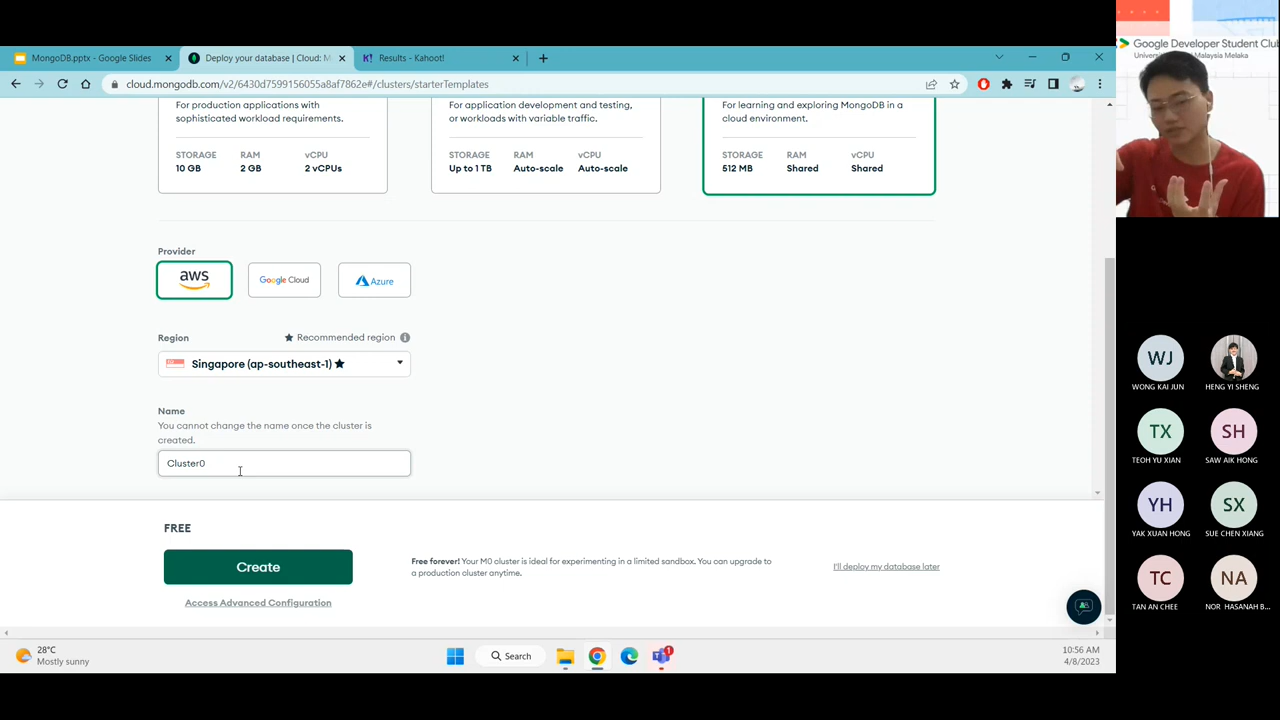 MongoDB.pptx - Google Slides
Deploy your database | Cloud: M
Results - Kahoot!
cloud.mongodb.com/v2/6430d7599156055a8af7862e#/clusters/starterTemplates
Google Developer Student Clu
Malaysia Melaka
For production applications with
sophisticated workload requirements.
STORAGE RAM vCPU
10 GB 2 GB 2 vCPUs
For application development and testing,
or workloads with variable traffic.
STORAGE RAM vCPU
Up to 1 TB Auto-scale Auto-scale
For learning and exploring MongoDB in a
cloud environment.
STORAGE RAM vCPU
512 MB Shared Shared
Provider
aws
Google Cloud
Azure
Region
Recommended region
Singapore (ap-southeast-1)
Name
You cannot change the name once the cluster is
created.
Cluster0
FREE
Create
Access Advanced Configuration
Free forever! Your M0 cluster is ideal for experimenting in a limited sandbox. You can upgrade to
a production cluster anytime.
I'll deploy my database later
WJ
WONG KAI JUN
HENG YI SHENG
TX
TEOH YU XIAN
SH
SAW AIK HONG
YH
YAK XUAN HONG
SX
SUE CHEN XIANG
TC
TAN AN CHEE
NA
NOR HASANAH B...
28°C
Mostly sunny
Search
1
10:56 AM
4/8/2023